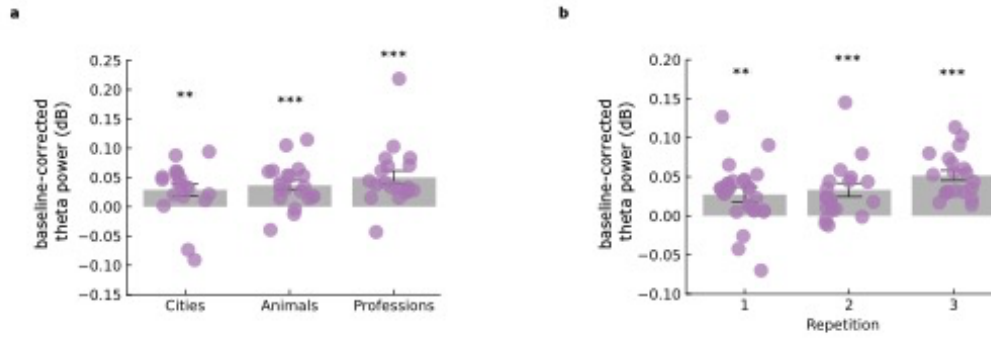 a
b
baseline-corrected
theta power (dB)
0.25
0.20
0.15
0.10
0.05
0.00
−0.05
−0.10
−0.15
**
***
***
Cities
Animals
Professions
baseline-corrected
theta power (dB)
0.20
0.15
0.10
0.05
0.00
−0.05
−0.10
**
***
***
1
2
3
Repetition